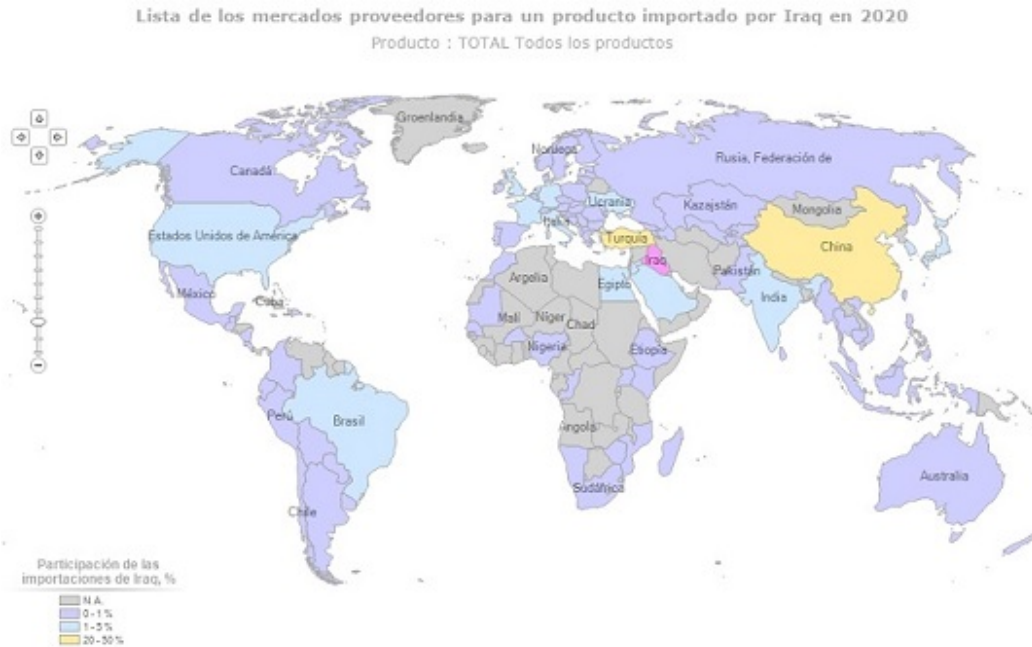 Lista de los mercados proveedores para un producto importado por Iraq en 2020
Producto : TOTAL Todos los productos
Groenlandia
Noruega
Canadá
Rusia, Federación de
Ucrania
Kazajstán
Mongolia
Italia
Estados Unidos de América
Turquía
China
Iraq
Pakistán
Argelia
Egipto
India
México
Cuba
Malí
Níger
Chad
Nigeria
Etiopía
Perú
Brasil
Angola
Australia
Sudáfrica
Chile
Participación de las
importaciones de Iraq, %
N.A.
0-1%
1-5%
20-50%